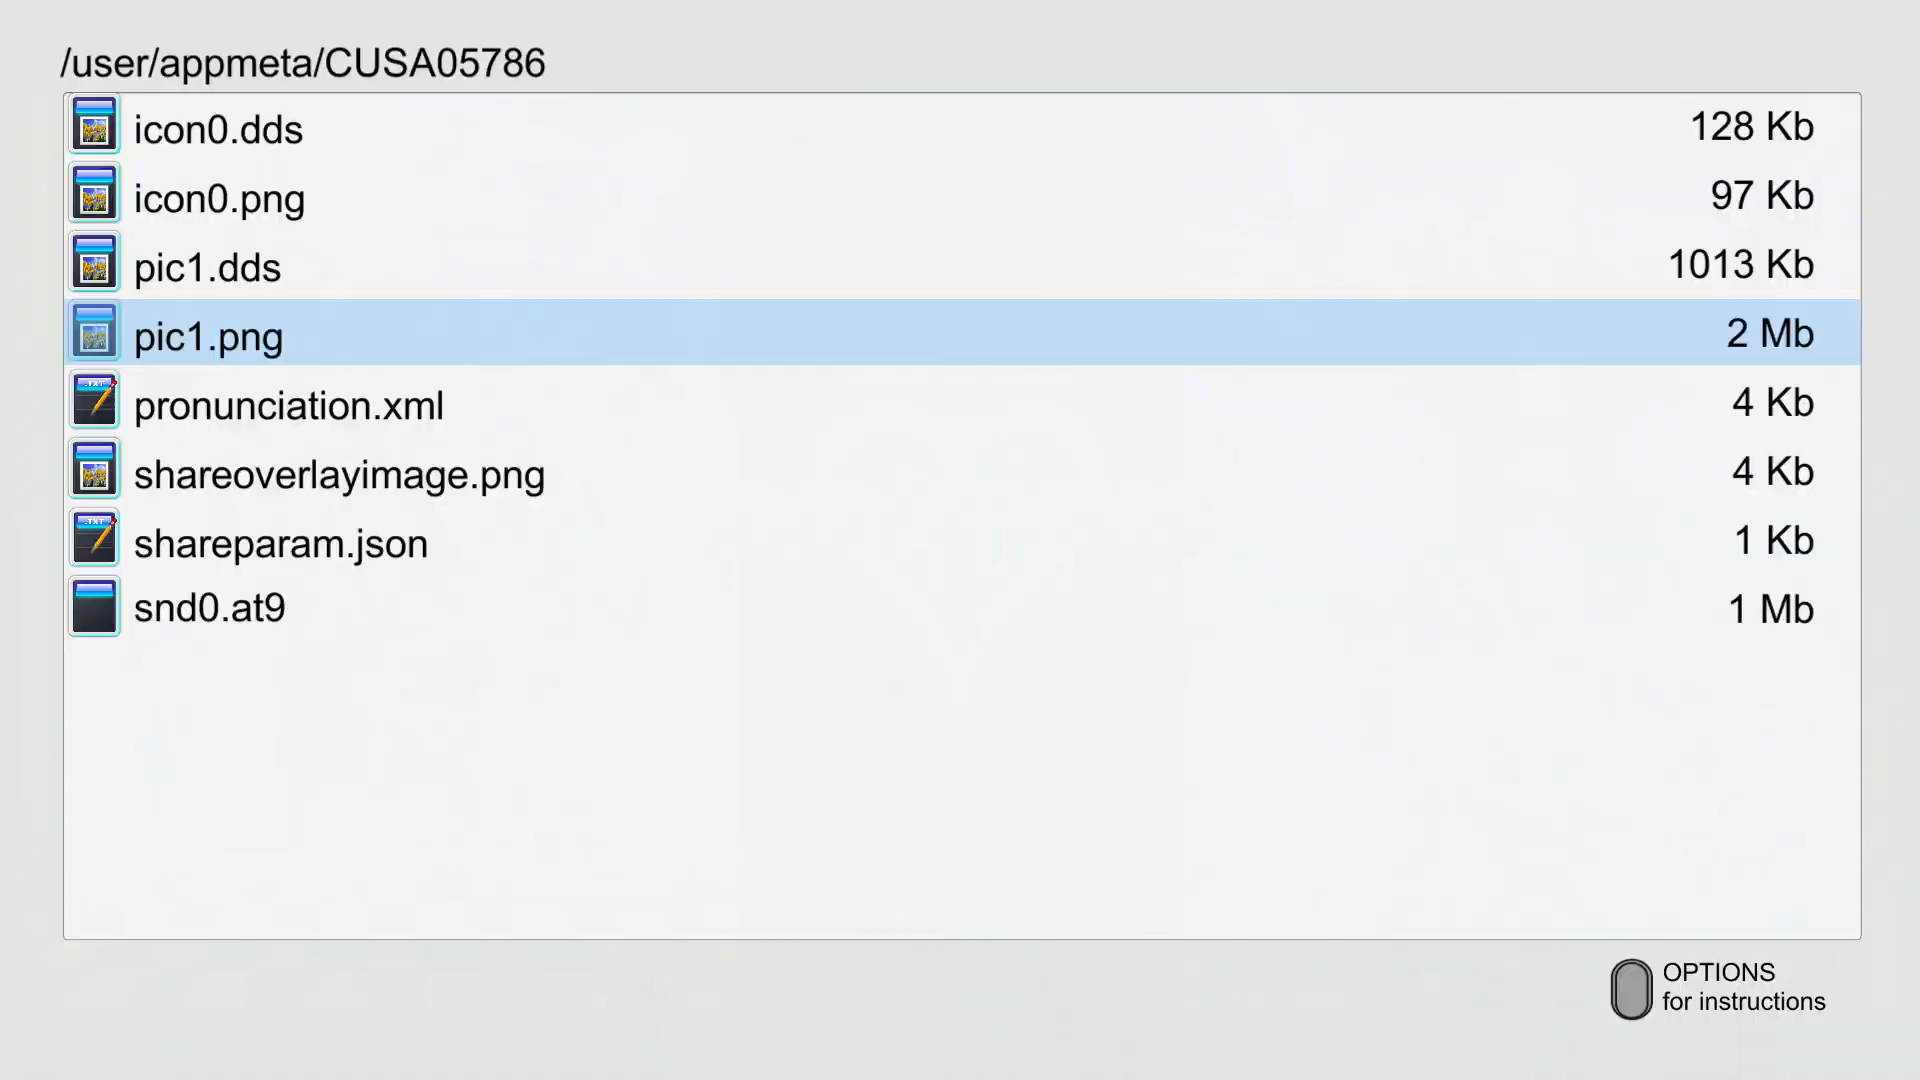 /user/appmeta/CUSA05786
icon0.dds 128 Kb
icon0.png 97 Kb
pic1.dds 1013 Kb
pic1.png 2 Mb
pronunciation.xml 4 Kb
shareoverlayimage.png 4 Kb
shareparam.json 1 Kb
snd0.at9 1 Mb
OPTIONS
for instructions